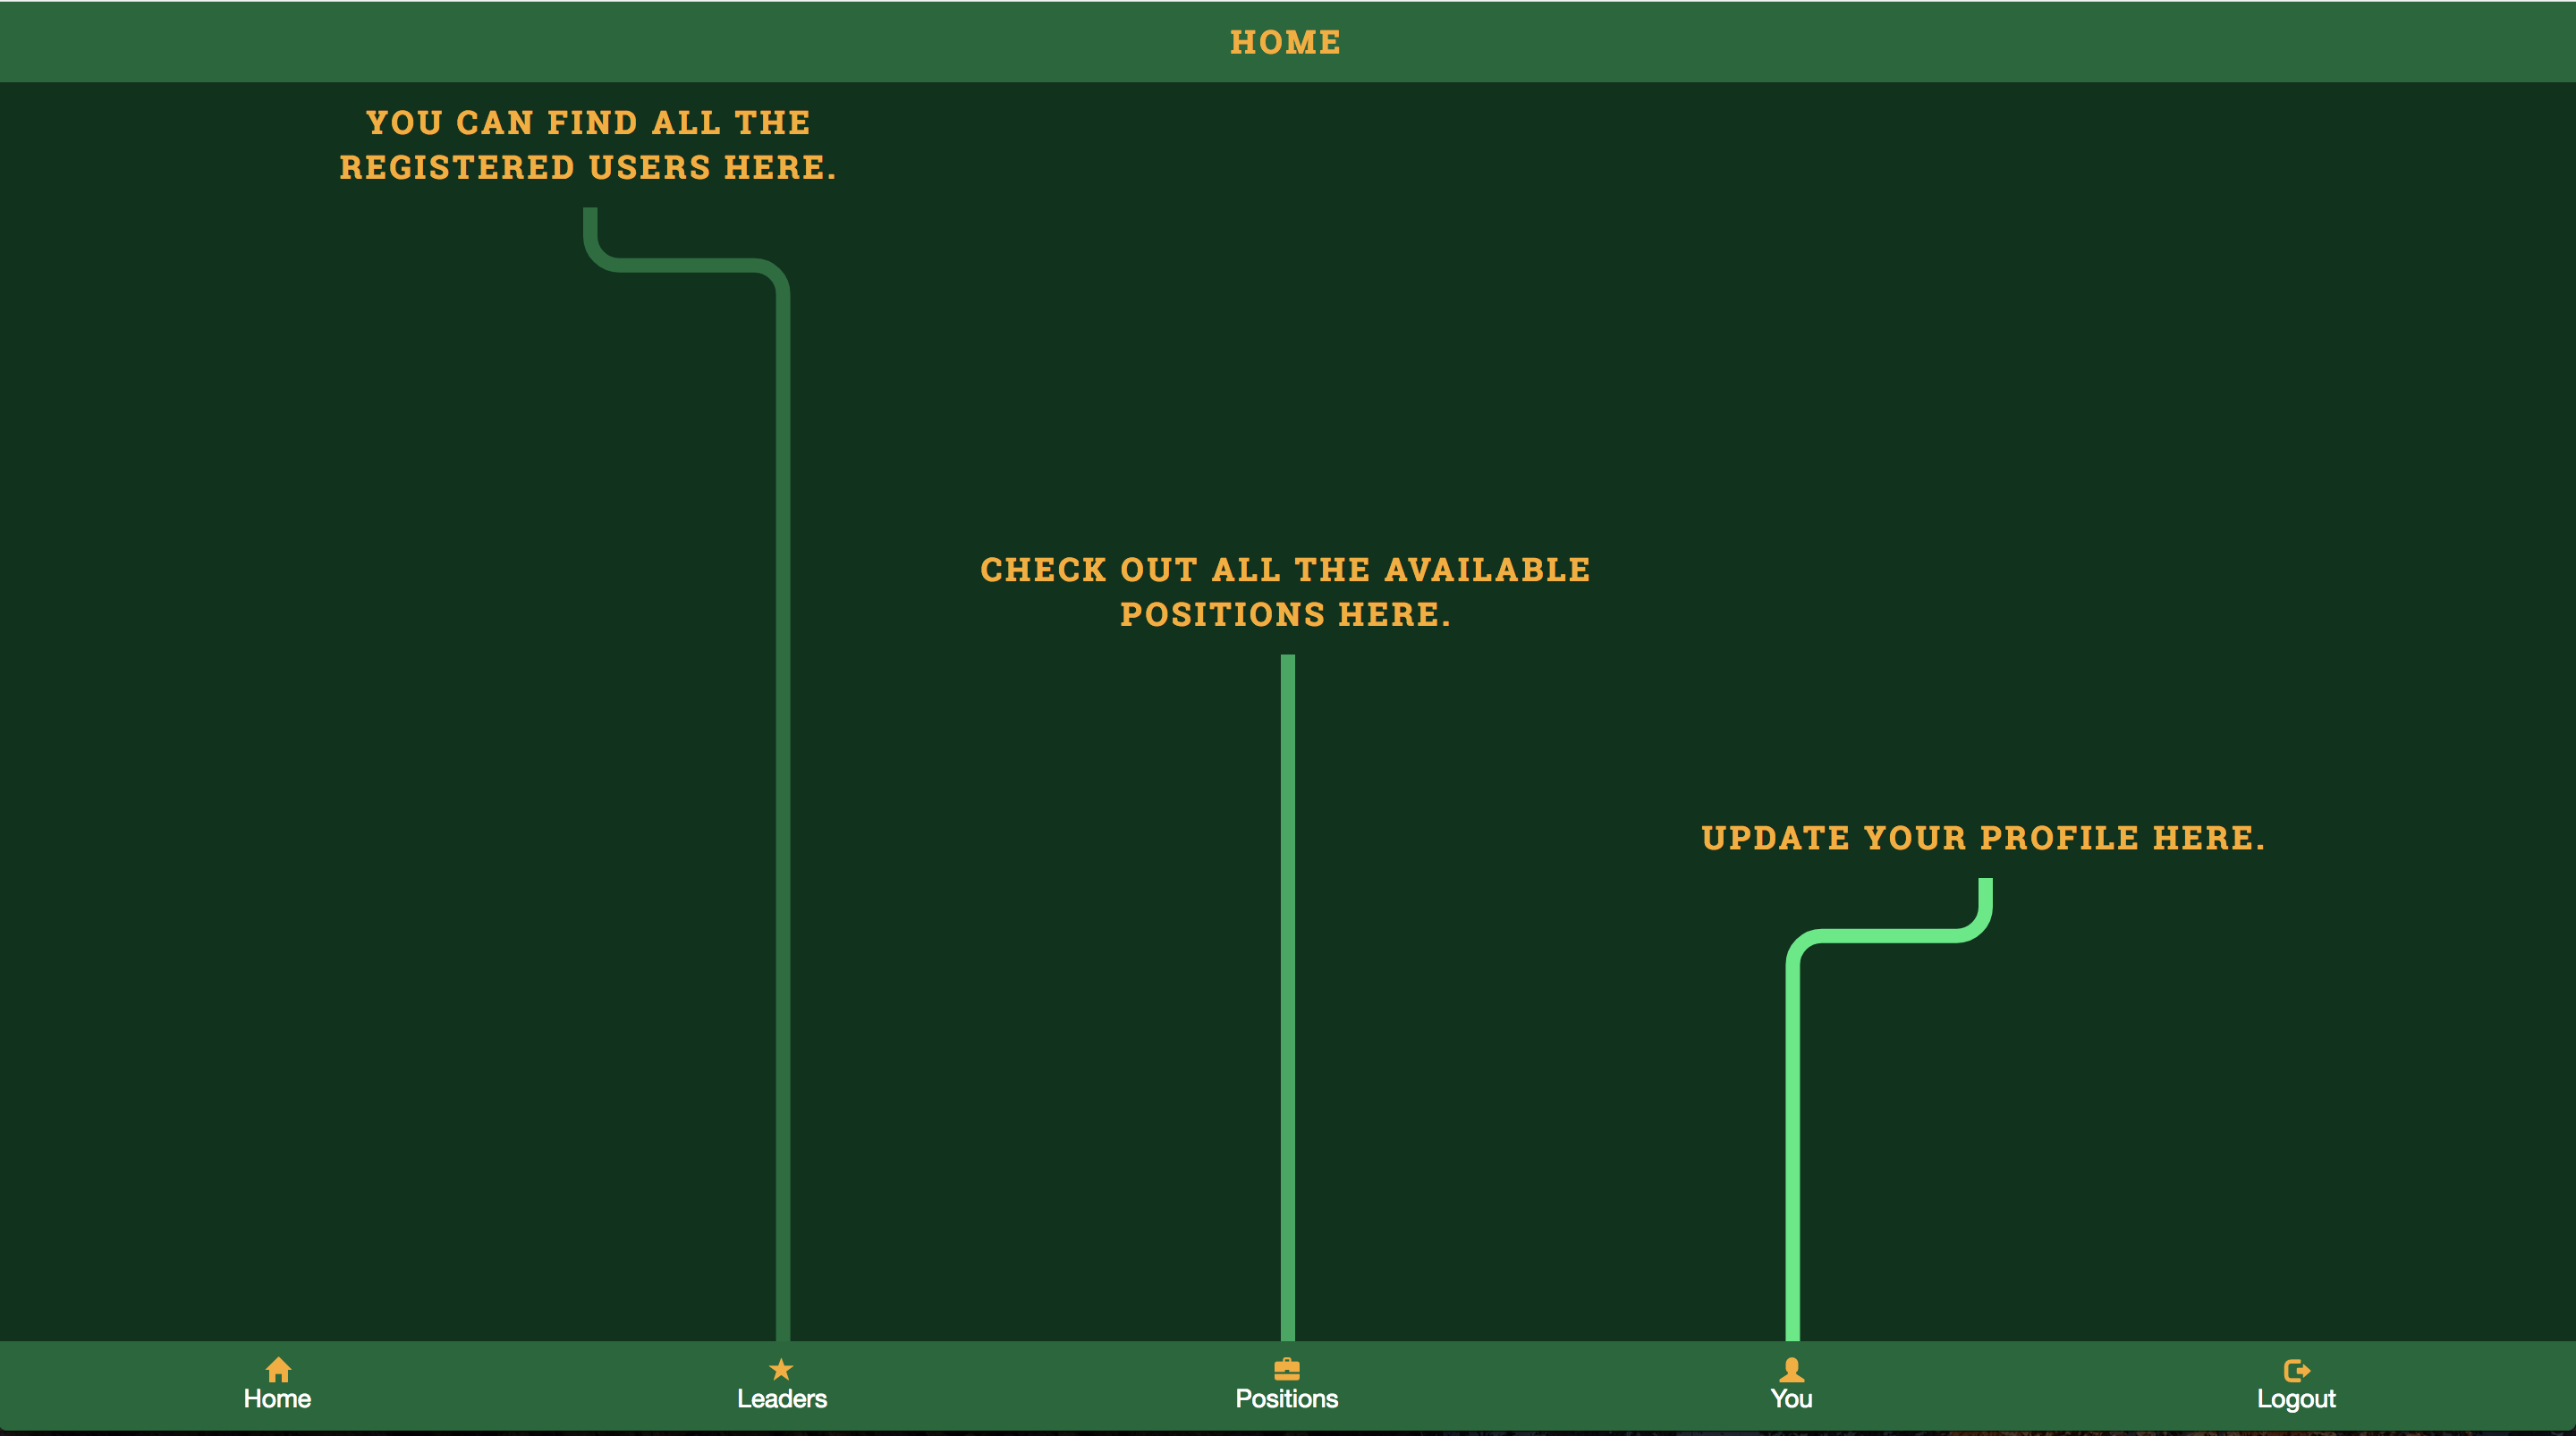 HOME
YOU CAN FIND ALL THE
REGISTERED USERS HERE.
CHECK OUT ALL THE AVAILABLE
POSITIONS HERE.
UPDATE YOUR PROFILE HERE.
Home
Leaders
Positions
You
Logout